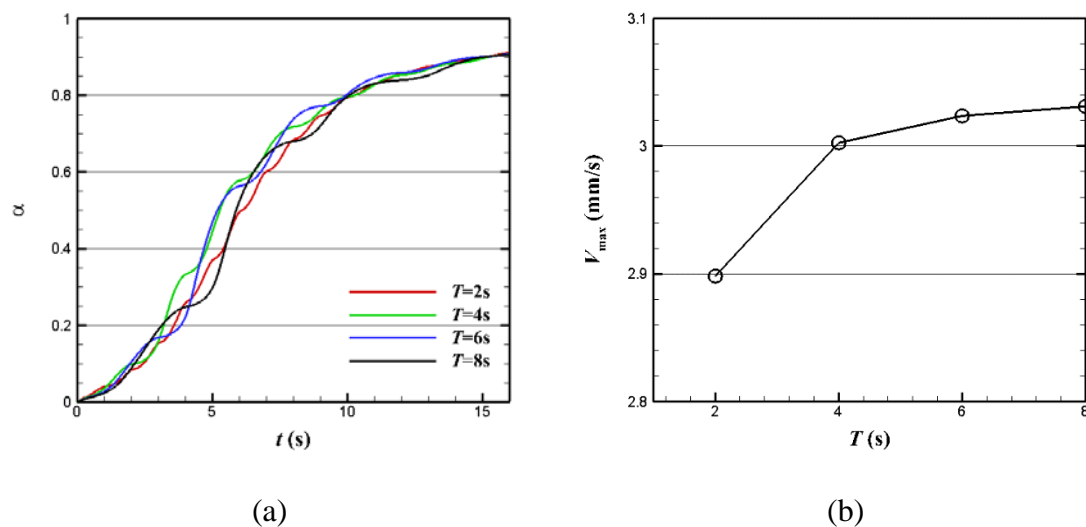 1
0.8
0.6
0.4
0.2
0
α
0 5 10 15
t (s)
T=2s
T=4s
T=6s
T=8s
(a)
3.1
3
2.9
2.8
Vmax (mm/s)
2 4 6 8
T (s)
(b)